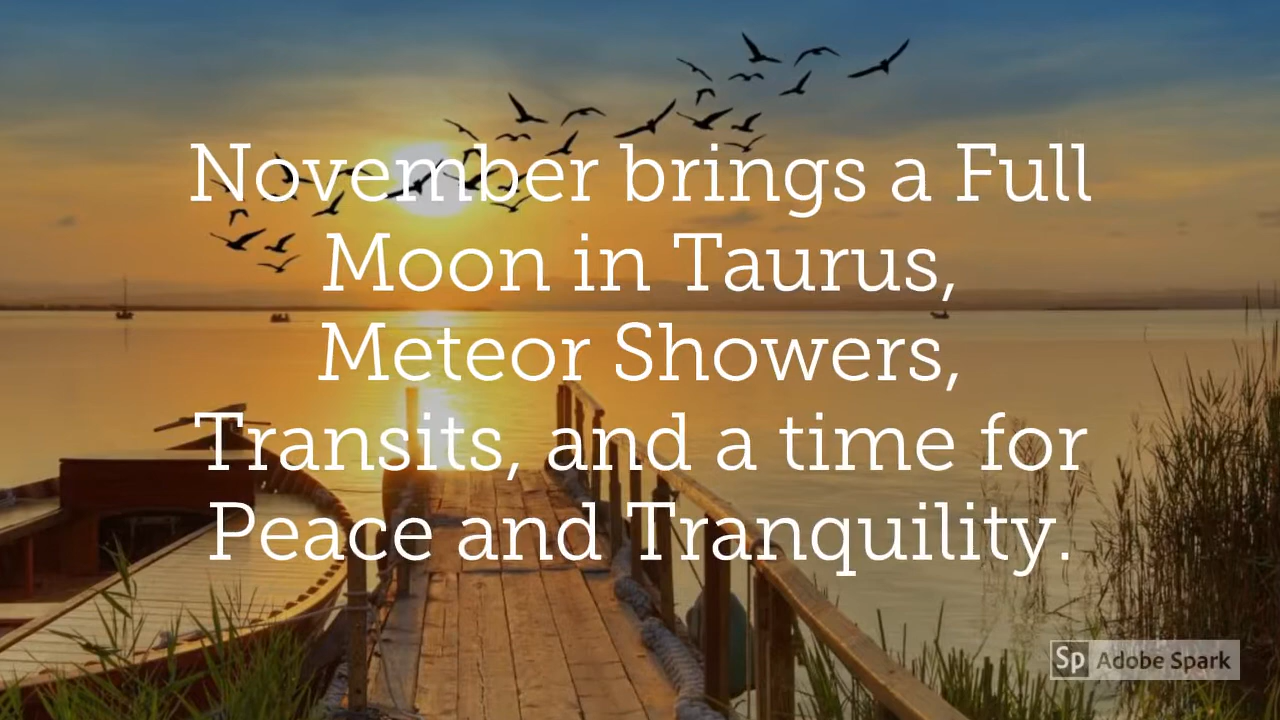 November brings a Full
Moon in Taurus,
Meteor Showers,
Transits, and a time for
Peace and Tranquility.
Sp Adobe Spark